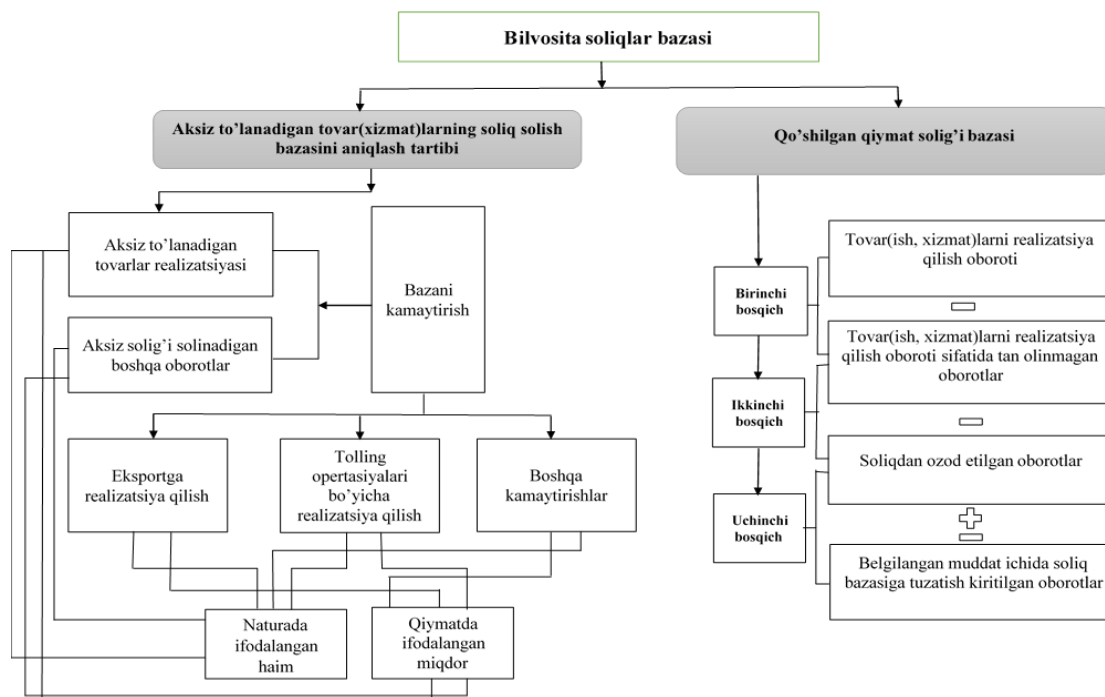 Bilvosita soliqlar bazasi
Aksiz to'lanadigan tovar(xizmat)larning soliq solish
bazasini aniqlash tartibi
Qo'shilgan qiymat solig'i bazasi
Aksiz to'lanadigan
tovarlar realizatsiyasi
Bazani
kamaytirish
Aksiz solig'i solinadigan
boshqa oborotlar
Eksportga
realizatsiya qilish
Tolling
opertasiyalari
bo'yicha
realizatsiya qilish
Boshqa
kamaytirishlar
Naturada
ifodalangan
haim
Qiymatda
ifodalangan
miqdor
Birinchi
bosqich
Ikkinchi
bosqich
Uchinchi
bosqich
Tovar(ish, xizmat)larni realizatsiya
qilish oboroti
Tovar(ish, xizmat)larni realizatsiya
qilish oboroti sifatida tan olinmagan
oborotlar
Soliqdan ozod etilgan oborotlar
Belgilangan muddat ichida soliq
bazasiga tuzatish kiritilgan oborotlar